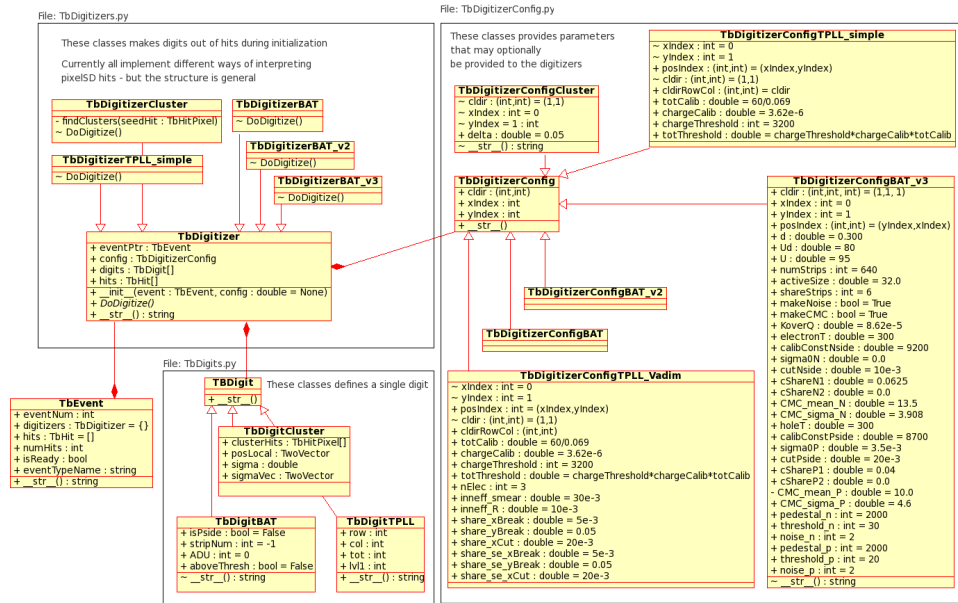 File: TbDigitizers.py
These classes makes digits out of hits during initialization
Currently all implement different ways of interpreting
pixelSD hits - but the structure is general
TbDigitizerCluster
- findClusters(seedHit : TbHitPixel)
~ DoDigitize()
TbDigitizerBAT
~ DoDigitize()
TbDigitizerTPLL_simple
~ DoDigitize()
TbDigitizerBAT_v2
~ DoDigitize()
TbDigitizerBAT_v3
~ DoDigitize()
TbDigitizer
+ eventPtr : TbEvent
+ config : TbDigitizerConfig
+ digits : TbDigit[]
+ hits : TbHit[]
+ __init__(event : TbEvent, config : double = None)
+ DoDigitize()
+ __str__() : string
TbEvent
+ eventNum : int
+ digitizers : TbDigitizer = {}
+ hits : TbHit = []
+ numHits : int
+ isReady : bool
+ eventTypeName : string
+ __str__() : string
File: TbDigits.py
TBDigit
+ __str__()
These classes defines a single digit
TbDigitCluster
+ clusterHits : TbHitPixel[]
+ posLocal : TwoVector
+ sigma : double
+ sigmaVec : TwoVector
TbDigitBAT
+ isPside : bool = False
+ stripNum : int = -1
+ ADU : int = 0
+ aboveThresh : bool = False
~ __str__() : string
TbDigitTPLL
+ row : int
+ col : int
+ tot : int
+ lvl1 : int
+ __str__() : string
File: TbDigitizerConfig.py
These classes provides parameters
that may optionally
be provided to the digitizers
TbDigitizerConfigTPLL_simple
~ xIndex : int = 0
~ yIndex : int = 1
+ posIndex : (int,int) = (xIndex,yIndex)
~ cldir : (int,int) = (1,1)
+ cldirRowCol : (int,int) = cldir
+ totCalib : double = 60/0.069
+ chargeCalib : double = 3.62e-6
+ chargeThreshold : int = 3200
+ totThreshold : double = chargeThreshold*chargeCalib*totCalib
TbDigitizerConfigCluster
~ cldir : (int,int) = (1,1)
~ xIndex : int = 0
~ yIndex = 1 : int
+ delta : double = 0.05
~ __str__() : string
TbDigitizerConfig
+ cldir : (int,int)
+ xIndex : int
+ yIndex : int
+ __str__()
TbDigitizerConfigBAT_v2
TbDigitizerConfigBAT
TbDigitizerConfigTPLL_Vadim
~ xIndex : int = 0
~ yIndex : int = 1
+ posIndex : int = (xIndex,yIndex)
~ cldir : (int,int) = (1,1)
+ cldirRowCol : (int,int)
+ totCalib : double = 60/0.069
+ chargeCalib : double = 3.62-e6
+ chargeThreshold : int = 3200
+ totThreshold : double = chargeThreshold*chargeCalib*totCalib
+ nElec : int = 3
+ inneff_smear : double = 30e-3
+ inneff_R : double = 10e-3
+ share_xBreak : double = 5e-3
+ share_yBreak : double = 0.05
+ share_xCut : double = 20e-3
+ share_se_xBreak : double = 5e-3
+ share_se_yBreak : double = 0.05
+ share_se_xCut : double = 20e-3
TbDigitizerConfigBAT_v3
+ cldir : (int,int, int) = (1,1, 1)
+ xIndex : int = 0
+ yIndex : int = 1
+ posIndex : (int,int) = (yIndex,xIndex)
+ d : double = 0.300
+ Ud : double = 80
+ U : double = 95
+ numStrips : int = 640
+ activeSize : double = 32.0
+ shareStrips : int = 6
+ makeNoise : bool = True
+ makeCMC : bool = True
+ KoverQ : double = 8.62e-5
+ electronT : double = 300
+ calibConstNside : double = 9200
+ sigma0N : double = 0.0
+ cutNside : double = 10e-3
+ cShareN1 : double = 0.0625
+ cShareN2 : double = 0.0
+ CMC_mean_N : double = 13.5
+ CMC_sigma_N : double = 3.908
+ holeT : double = 300
+ calibConstPside : double = 8700
+ sigma0P : double = 3.5e-3
+ cutPside : double = 20e-3
+ cShareP1 : double = 0.04
+ cShareP2 : double = 0.0
- CMC_mean_P : double = 10.0
+ CMC_sigma_P : double = 4.6
+ pedestal_n : int = 2000
+ threshold_n : int = 30
+ noise_n : int = 2
+ pedestal_p : int = 2000
+ threshold_p : int = 20
+ noise_p : int = 2
~ __str__() : string